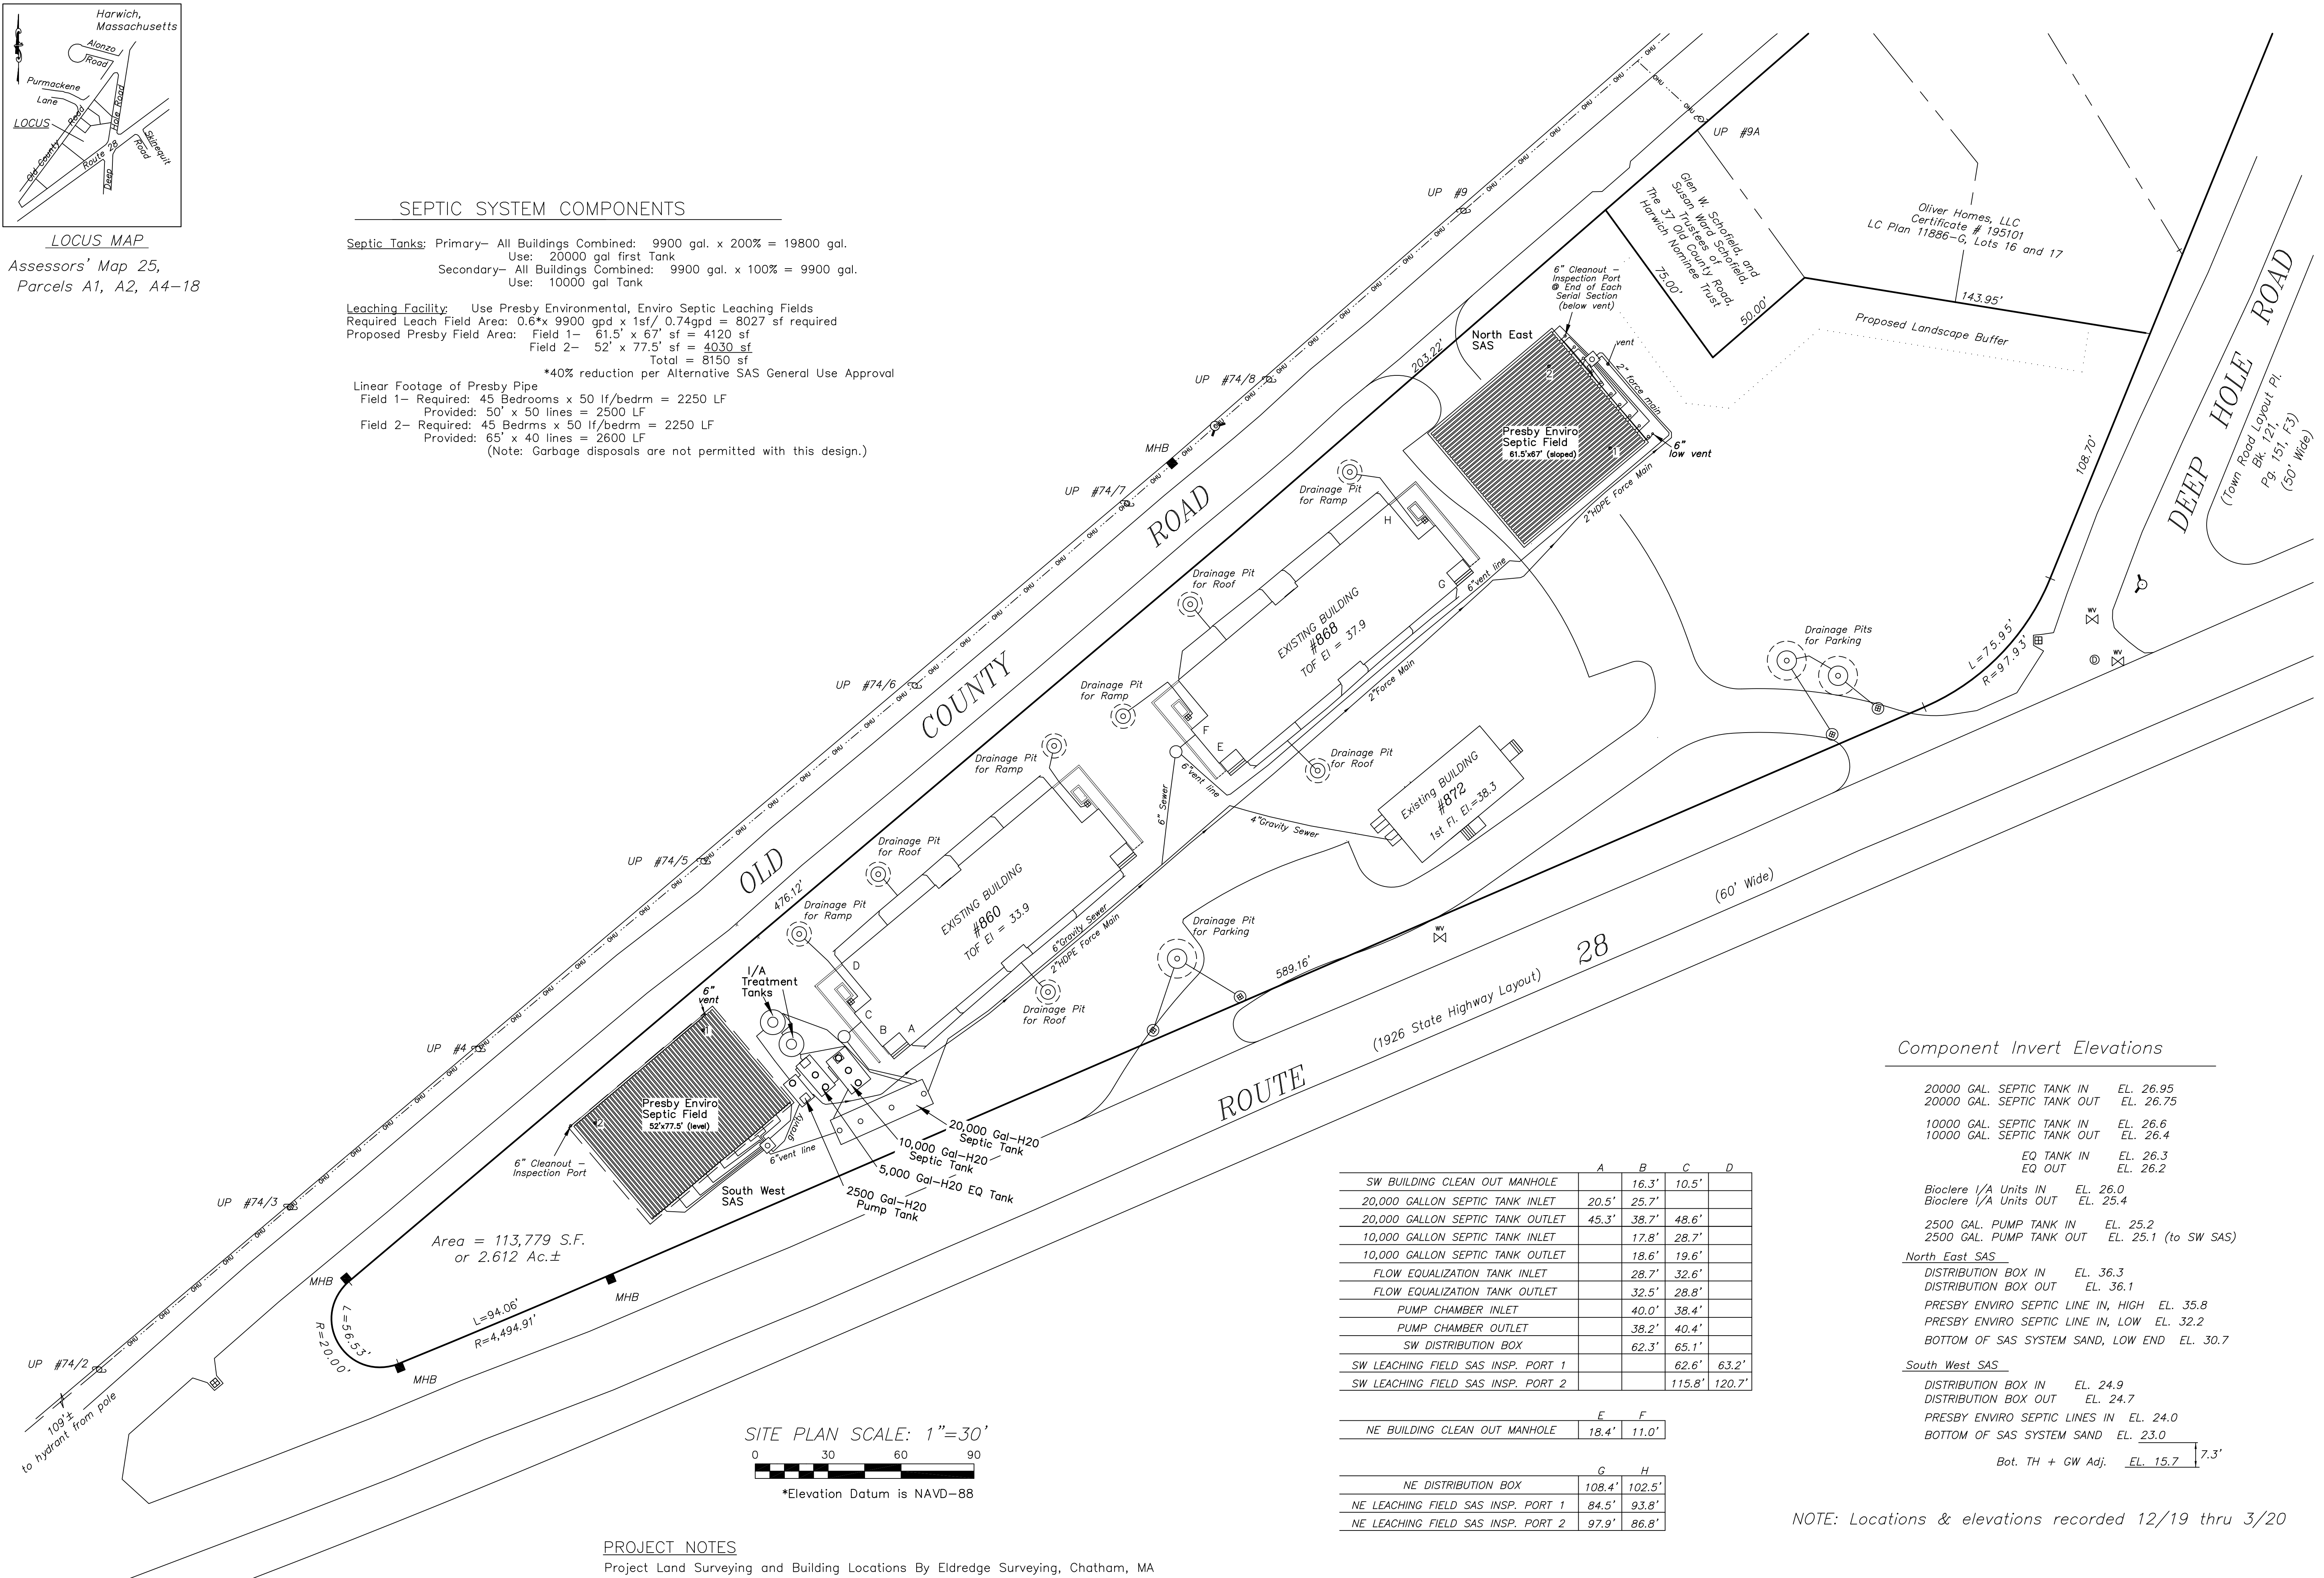 Harwich,
Massachusetts
Alonzo
Road
Purmackene
Lane
LOCUS
Road
Hole Road
Skinequit
Road
Old County
Route 28
Deep
LOCUS MAP
Assessors' Map 25,
Parcels A1, A2, A4-18
SEPTIC SYSTEM COMPONENTS
Septic Tanks: Primary- All Buildings Combined: 9900 gal. x 200% = 19800 gal.
Use: 20000 gal first Tank
Secondary- All Buildings Combined: 9900 gal. x 100% = 9900 gal.
Use: 10000 gal Tank
Leaching Facility: Use Presby Environmental, Enviro Septic Leaching Fields
Required Leach Field Area: 0.6*x 9900 gpd x 1sf/ 0.74gpd = 8027 sf required
Proposed Presby Field Area: Field 1- 61.5' x 67' sf = 4120 sf
Field 2- 52' x 77.5' sf = 4030 sf
Total = 8150 sf
*40% reduction per Alternative SAS General Use Approval
Linear Footage of Presby Pipe
Field 1- Required: 45 Bedrooms x 50 lf/bedrm = 2250 LF
Provided: 50' x 50 lines = 2500 LF
Field 2- Required: 45 Bedrms x 50 lf/bedrm = 2250 LF
Provided: 65' x 40 lines = 2600 LF
(Note: Garbage disposals are not permitted with this design.)
UP #9A
UP #9
UP #74/8
MHB
UP #74/7
UP #74/6
UP #74/5
UP #4
UP #74/3
UP #74/2
109'±
to hydrant from pole
OHU
OLD COUNTY ROAD
203.22'
476.12'
Glen W. Schofield, and
Susan Ward Schofield,
Trustees of
The 37 Old County Road,
Harwich Nominee Trust
75.00'
50.00'
Oliver Homes, LLC
Certificate # 195101
LC Plan 11886-G, Lots 16 and 17
143.95'
Proposed Landscape Buffer
DEEP HOLE ROAD
(Town Road Layout Pl.
Bk. 121,
Pg. 151, F3)
(50' Wide)
108.70'
L=75.95'
R=97.93'
6" Cleanout -
Inspection Port
@ End of Each
Serial Section
(below vent)
North East
SAS
vent
2" force main
2
1
Presby Enviro
Septic Field
61.5'x67' (sloped)
6"
low vent
2"HDPE Force Main
Drainage Pit
for Ramp
H
G
6"vent line
Drainage Pit
for Roof
EXISTING BUILDING
#868
TOF El = 37.9
2"Force Main
Drainage Pit
for Ramp
F
E
6"vent line
Drainage Pit
for Roof
Drainage Pits
for Parking
WV
WV
D
Existing BUILDING
#872
1st Fl. El.=38.3
4"Gravity Sewer
6" Sewer
Drainage Pit
for Ramp
Drainage Pit
for Roof
EXISTING BUILDING
#860
TOF El = 33.9
6"Gravity Sewer
2"HDPE Force Main
Drainage Pit
for Ramp
D
C
B
A
Drainage Pit
for Roof
Drainage Pit
for Parking
WV
589.16'
ROUTE 28
(1926 State Highway Layout)
(60' Wide)
I/A
Treatment
Tanks
6"
vent
1
2
Presby Enviro
Septic Field
52'x77.5' (level)
6" Cleanout -
Inspection Port
gravity
6"vent line
South West
SAS
20,000 Gal-H20
Septic Tank
10,000 Gal-H20
Septic Tank
5,000 Gal-H20 EQ Tank
2500 Gal-H20
Pump Tank
Area = 113,779 S.F.
or 2.612 Ac.±
MHB
L=56.53'
R=20.00'
MHB
L=94.06'
R=4,494.91'
MHB
SITE PLAN SCALE: 1"=30'
0 30 60 90
*Elevation Datum is NAVD-88
PROJECT NOTES
Project Land Surveying and Building Locations By Eldredge Surveying, Chatham, MA
A B C D
SW BUILDING CLEAN OUT MANHOLE 16.3' 10.5'
20,000 GALLON SEPTIC TANK INLET 20.5' 25.7'
20,000 GALLON SEPTIC TANK OUTLET 45.3' 38.7' 48.6'
10,000 GALLON SEPTIC TANK INLET 17.8' 28.7'
10,000 GALLON SEPTIC TANK OUTLET 18.6' 19.6'
FLOW EQUALIZATION TANK INLET 28.7' 32.6'
FLOW EQUALIZATION TANK OUTLET 32.5' 28.8'
PUMP CHAMBER INLET 40.0' 38.4'
PUMP CHAMBER OUTLET 38.2' 40.4'
SW DISTRIBUTION BOX 62.3' 65.1'
SW LEACHING FIELD SAS INSP. PORT 1 62.6' 63.2'
SW LEACHING FIELD SAS INSP. PORT 2 115.8' 120.7'
E F
NE BUILDING CLEAN OUT MANHOLE 18.4' 11.0'
G H
NE DISTRIBUTION BOX 108.4' 102.5'
NE LEACHING FIELD SAS INSP. PORT 1 84.5' 93.8'
NE LEACHING FIELD SAS INSP. PORT 2 97.9' 86.8'
Component Invert Elevations
20000 GAL. SEPTIC TANK IN EL. 26.95
20000 GAL. SEPTIC TANK OUT EL. 26.75
10000 GAL. SEPTIC TANK IN EL. 26.6
10000 GAL. SEPTIC TANK OUT EL. 26.4
EQ TANK IN EL. 26.3
EQ OUT EL. 26.2
Bioclere I/A Units IN EL. 26.0
Bioclere I/A Units OUT EL. 25.4
2500 GAL. PUMP TANK IN EL. 25.2
2500 GAL. PUMP TANK OUT EL. 25.1 (to SW SAS)
North East SAS
DISTRIBUTION BOX IN EL. 36.3
DISTRIBUTION BOX OUT EL. 36.1
PRESBY ENVIRO SEPTIC LINE IN, HIGH EL. 35.8
PRESBY ENVIRO SEPTIC LINE IN, LOW EL. 32.2
BOTTOM OF SAS SYSTEM SAND, LOW END EL. 30.7
South West SAS
DISTRIBUTION BOX IN EL. 24.9
DISTRIBUTION BOX OUT EL. 24.7
PRESBY ENVIRO SEPTIC LINES IN EL. 24.0
BOTTOM OF SAS SYSTEM SAND EL. 23.0
7.3'
Bot. TH + GW Adj. EL. 15.7
NOTE: Locations & elevations recorded 12/19 thru 3/20